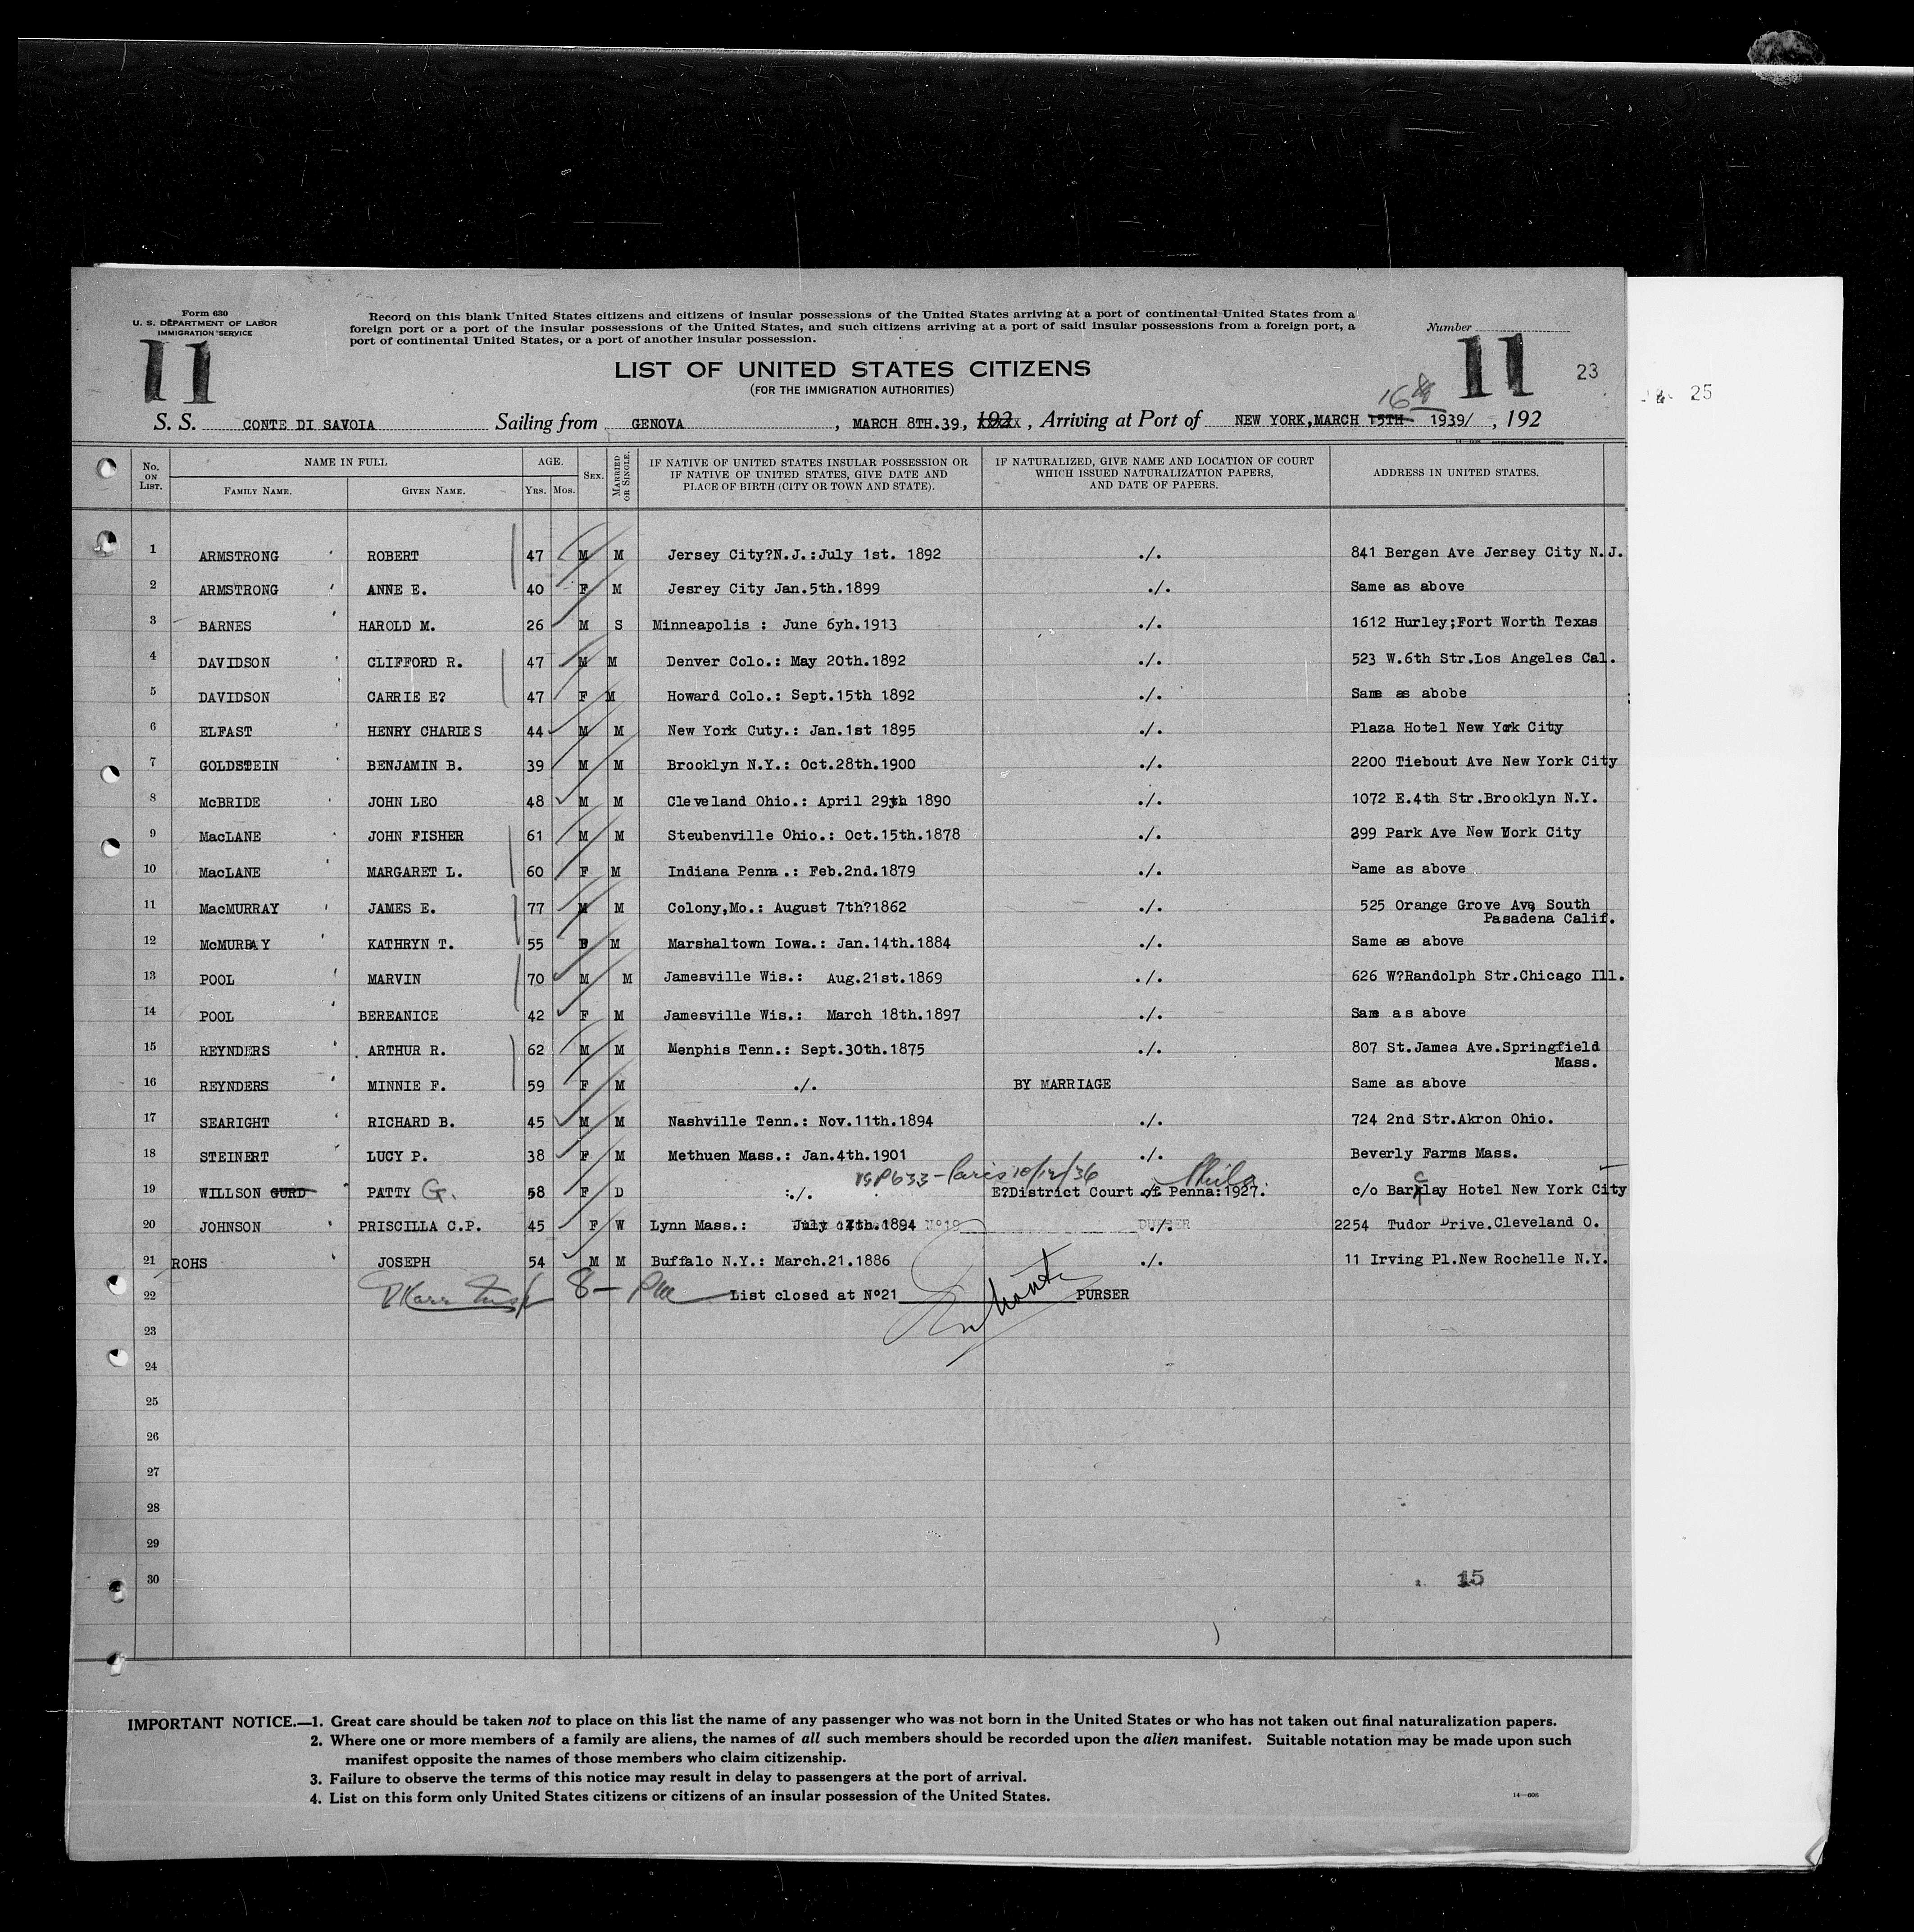 Form 630
U. S. DEPARTMENT OF LABOR
IMMIGRATION SERVICE
Record on this blank United States citizens and citizens of insular possessions of the United States arriving at a port of continental United States from a
foreign port or a port of the insular possessions of the United States, and such citizens arriving at a port of said insular possessions from a foreign port, a
port of continental United States, or a port of another insular possession.
Number
11
11
23
25
LIST OF UNITED STATES CITIZENS
(FOR THE IMMIGRATION AUTHORITIES)
16th
S. S. CONTE DI SAVOIA Sailing from GENOVA , MARCH 8TH.39, 192 , Arriving at Port of NEW YORK,MARCH 15TH 1939/ , 192
No. ON LIST. NAME IN FULL AGE. SEX. MARRIED OR SINGLE. IF NATIVE OF UNITED STATES INSULAR POSSESSION OR IF NATIVE OF UNITED STATES, GIVE DATE AND PLACE OF BIRTH (CITY OR TOWN AND STATE). IF NATURALIZED, GIVE NAME AND LOCATION OF COURT WHICH ISSUED NATURALIZATION PAPERS, AND DATE OF PAPERS. ADDRESS IN UNITED STATES.
FAMILY NAME. GIVEN NAME. YRS. MOS.
1 ARMSTRONG ROBERT 47 M M Jersey City?N.J.:July 1st. 1892 ./. 841 Bergen Ave Jersey City N.J.
2 ARMSTRONG ANNE E. 40 F M Jesrey City Jan.5th.1899 ./. Same as above
3 BARNES HAROLD M. 26 M S Minneapolis : June 6yh.1913 ./. 1612 Hurley;Fort Worth Texas
4 DAVIDSON CLIFFORD R. 47 M M Denver Colo.: May 20th.1892 ./. 523 W.6th Str.Los Angeles Cal.
5 DAVIDSON CARRIE E? 47 F M Howard Colo.: Sept.15th 1892 ./. Same as abobe
6 ELFAST HENRY CHARIES 44 M M New York Cuty.: Jan.1st 1895 ./. Plaza Hotel New York City
7 GOLDSTEIN BENJAMIN B. 39 M M Brooklyn N.Y.: Oct.28th.1900 ./. 2200 Tiebout Ave New York City
8 McBRIDE JOHN LEO 48 M M Cleveland Ohio.: April 29th 1890 ./. 1072 E.4th Str.Brooklyn N.Y.
9 MacLANE JOHN FISHER 61 M M Steubenville Ohio.: Oct.15th.1878 ./. 299 Park Ave New York City
10 MacLANE MARGARET L. 60 F M Indiana Penna.: Feb.2nd.1879 ./. Same as above
11 MacMURRAY JAMES E. 77 M M Colony,Mo.: August 7th?1862 ./. 525 Orange Grove Ave South
Pasadena Calif.
12 McMURRAY KATHRYN T. 55 F M Marshaltown Iowa.: Jan.14th.1884 ./. Same as above
13 POOL MARVIN 70 M M Jamesville Wis.: Aug.21st.1869 ./. 626 W?Randolph Str.Chicago Ill.
14 POOL BEREANICE 42 F M Jamesville Wis.: March 18th.1897 ./. Same as above
15 REYNDERS ARTHUR R. 62 M M Menphis Tenn.: Sept.30th.1875 ./. 807 St.James Ave.Springfield
Mass.
16 REYNDERS MINNIE F. 59 F M ./. BY MARRIAGE Same as above
17 SEARIGHT RICHARD B. 45 M M Nashville Tenn.: Nov.11th.1894 ./. 724 2nd Str.Akron Ohio.
18 STEINERT LUCY P. 38 F M Methuen Mass.: Jan.4th.1901 ./. Beverly Farms Mass.
Paris 10/12/36 Phila
19 WILLSON GURD PATTY G. 58 F D :./. E?District Court of Penna:1927. c/o Barclay Hotel New York City
20 JOHNSON PRISCILLA C.P. 45 F W Lynn Mass.: July 7th.1894 ./. 2254 Tudor Drive.Cleveland O.
21 ROHS JOSEPH 54 M M Buffalo N.Y.: March.21.1886 ./. 11 Irving Pl.New Rochelle N.Y.
22 8— PM List closed at Nº21 PURSER
23
24
25
26
27
28
29
30
15
IMPORTANT NOTICE.—1. Great care should be taken not to place on this list the name of any passenger who was not born in the United States or who has not taken out final naturalization papers.
2. Where one or more members of a family are aliens, the names of all such members should be recorded upon the alien manifest. Suitable notation may be made upon such
manifest opposite the names of those members who claim citizenship.
3. Failure to observe the terms of this notice may result in delay to passengers at the port of arrival.
4. List on this form only United States citizens or citizens of an insular possession of the United States.
14—608